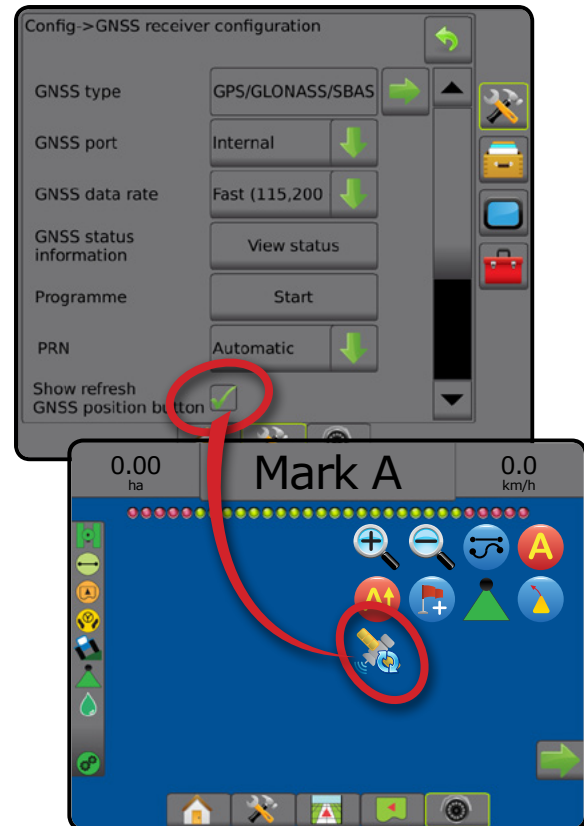 Config->GNSS receiver configuration
GNSS type
GPS/GLONASS/SBAS
GNSS port
Internal
GNSS data rate
Fast (115,200
GNSS status
information
View status
Programme
Start
PRN
Automatic
Show refresh
GNSS position button
0.00
ha
Mark A
0.0
km/h
A
A